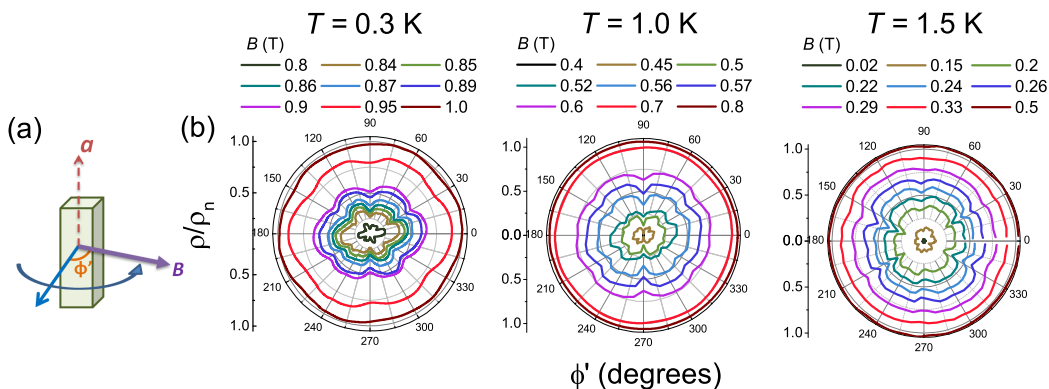 T = 0.3 K
T = 1.0 K
T = 1.5 K
B (T)
0.8 0.84 0.85
0.86 0.87 0.89
0.9 0.95 1.0
B (T)
0.4 0.45 0.5
0.52 0.56 0.57
0.6 0.7 0.8
B (T)
0.02 0.15 0.2
0.22 0.24 0.26
0.29 0.33 0.5
(a)
a
B
ϕ'
(b)
ρ/ρn
1.0
0.5
0.0
0.5
1.0
90
120 60
150 30
180 0
210 330
240 300
270
1.0
0.5
0.0
0.5
1.0
90
120 60
150 30
180 0
210 330
240 300
270
1.0
0.5
0.0
0.5
1.0
90
120 60
150 30
180 0
210 330
240 300
270
ϕ' (degrees)